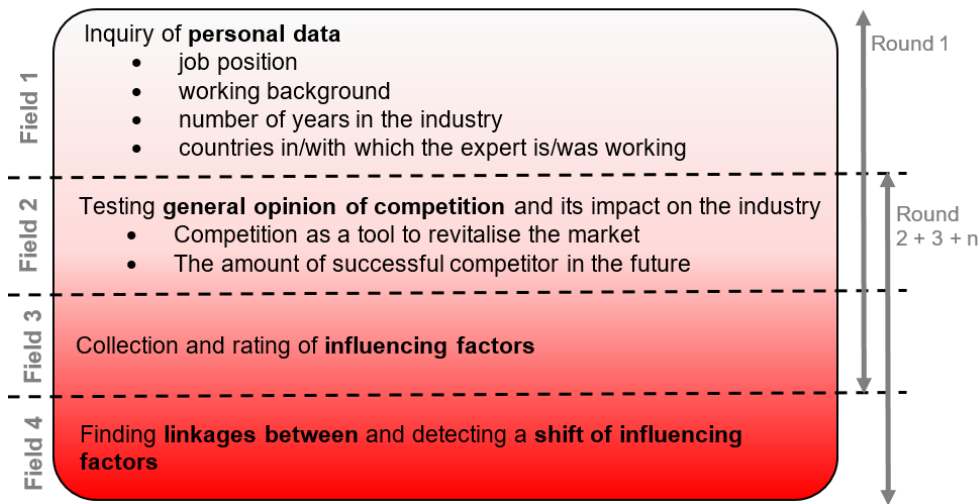 Inquiry of personal data
• job position
• working background
• number of years in the industry
• countries in/with which the expert is/was working
Field 1
Testing general opinion of competition and its impact on the industry
• Competition as a tool to revitalise the market
• The amount of successful competitor in the future
Field 2
Collection and rating of influencing factors
Field 3
Finding linkages between and detecting a shift of influencing
factors
Field 4
Round 1
Round
2 + 3 + n